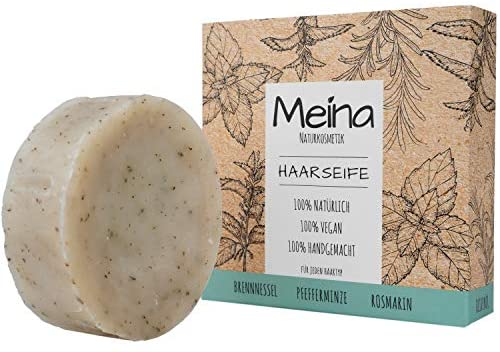 Meina
NATURKOSMETIK
HAARSEIFE
100% NATÜRLICH
100% VEGAN
100% HANDGEMACHT
FÜR JEDEN HAARTYP
BRENNNESSEL PFEFFERMINZE ROSMARIN